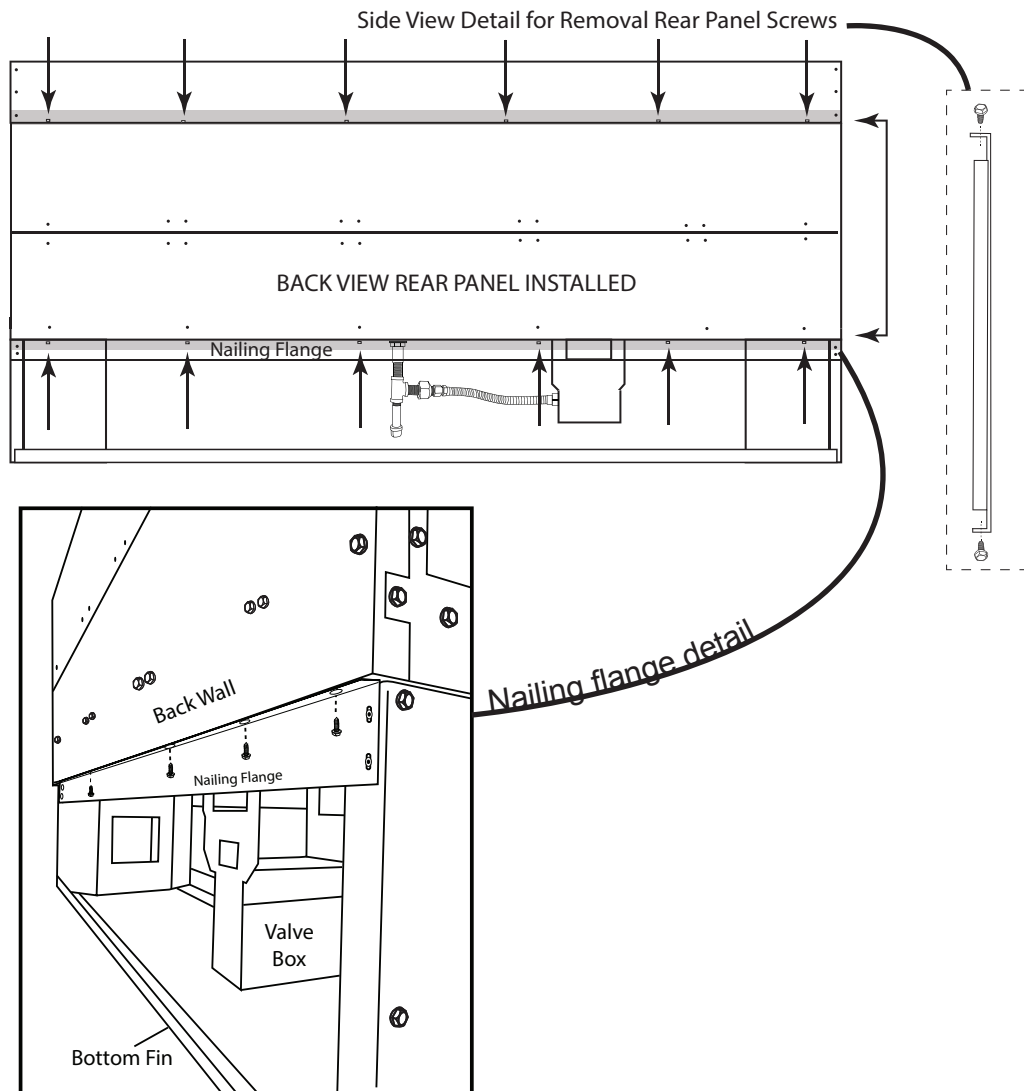 Side View Detail for Removal Rear Panel Screws
BACK VIEW REAR PANEL INSTALLED
Nailing Flange
Nailing flange detail
Back Wall
Nailing Flange
Valve
Box
Bottom Fin